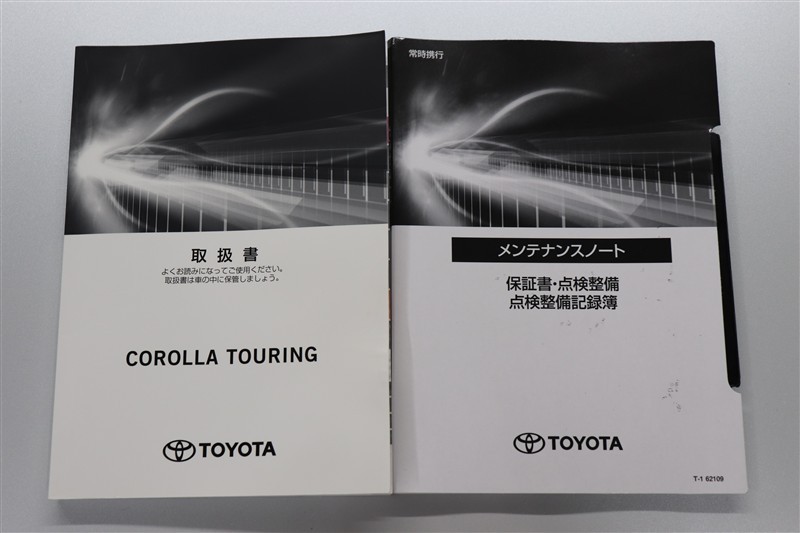 取扱書
よくお読みになってご使用ください。
取扱書は車の中に保管しましょう。
COROLLA TOURING
TOYOTA
常時携行
メンテナンスノート
保証書・点検整備
点検整備記録簿
TOYOTA
T-1 62109